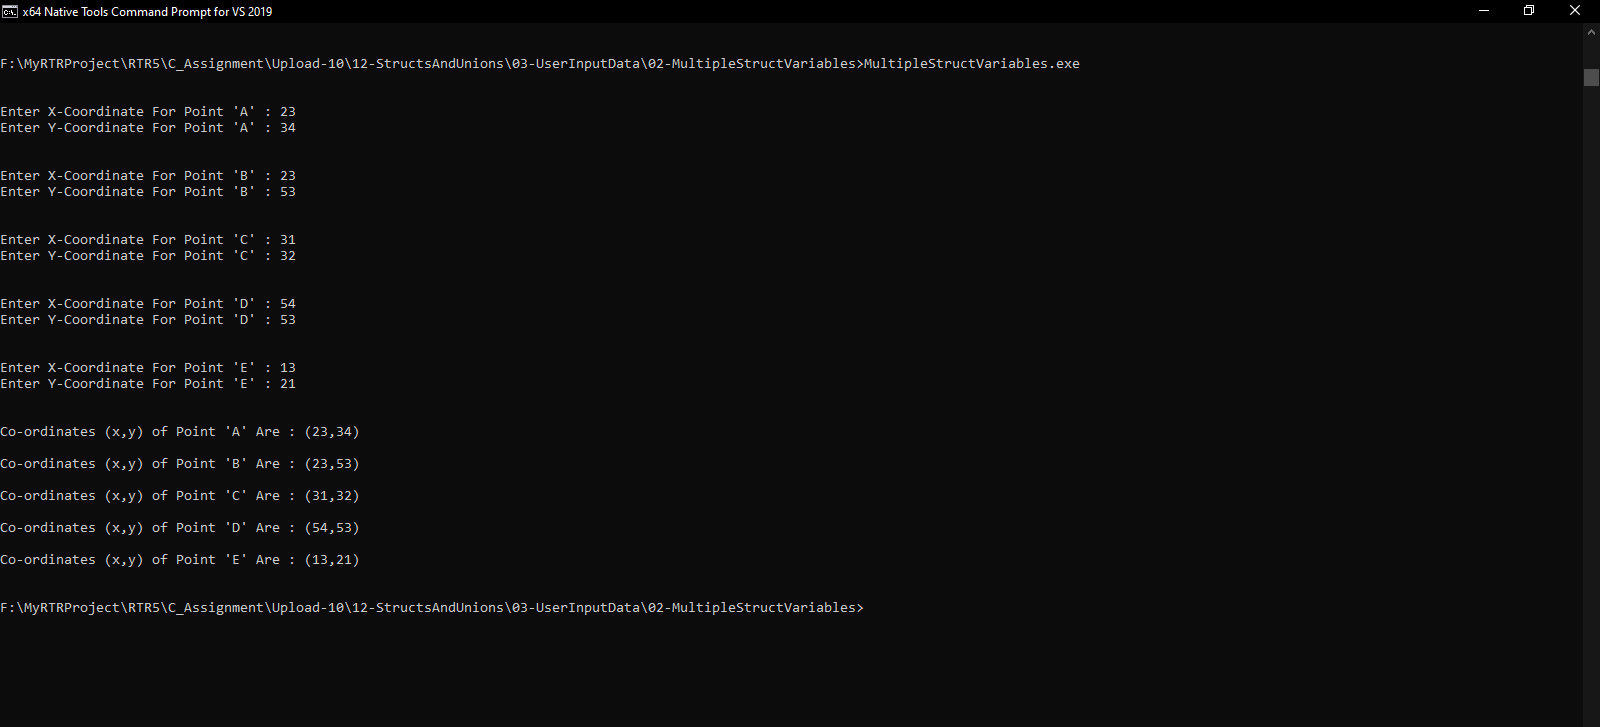 x64 Native Tools Command Prompt for VS 2019
F:\MyRTRProject\RTR5\C_Assignment\Upload-10\12-StructsAndUnions\03-UserInputData\02-MultipleStructVariables>MultipleStructVariables.exe
Enter X-Coordinate For Point 'A' : 23
Enter Y-Coordinate For Point 'A' : 34
Enter X-Coordinate For Point 'B' : 23
Enter Y-Coordinate For Point 'B' : 53
Enter X-Coordinate For Point 'C' : 31
Enter Y-Coordinate For Point 'C' : 32
Enter X-Coordinate For Point 'D' : 54
Enter Y-Coordinate For Point 'D' : 53
Enter X-Coordinate For Point 'E' : 13
Enter Y-Coordinate For Point 'E' : 21
Co-ordinates (x,y) of Point 'A' Are : (23,34)
Co-ordinates (x,y) of Point 'B' Are : (23,53)
Co-ordinates (x,y) of Point 'C' Are : (31,32)
Co-ordinates (x,y) of Point 'D' Are : (54,53)
Co-ordinates (x,y) of Point 'E' Are : (13,21)
F:\MyRTRProject\RTR5\C_Assignment\Upload-10\12-StructsAndUnions\03-UserInputData\02-MultipleStructVariables>